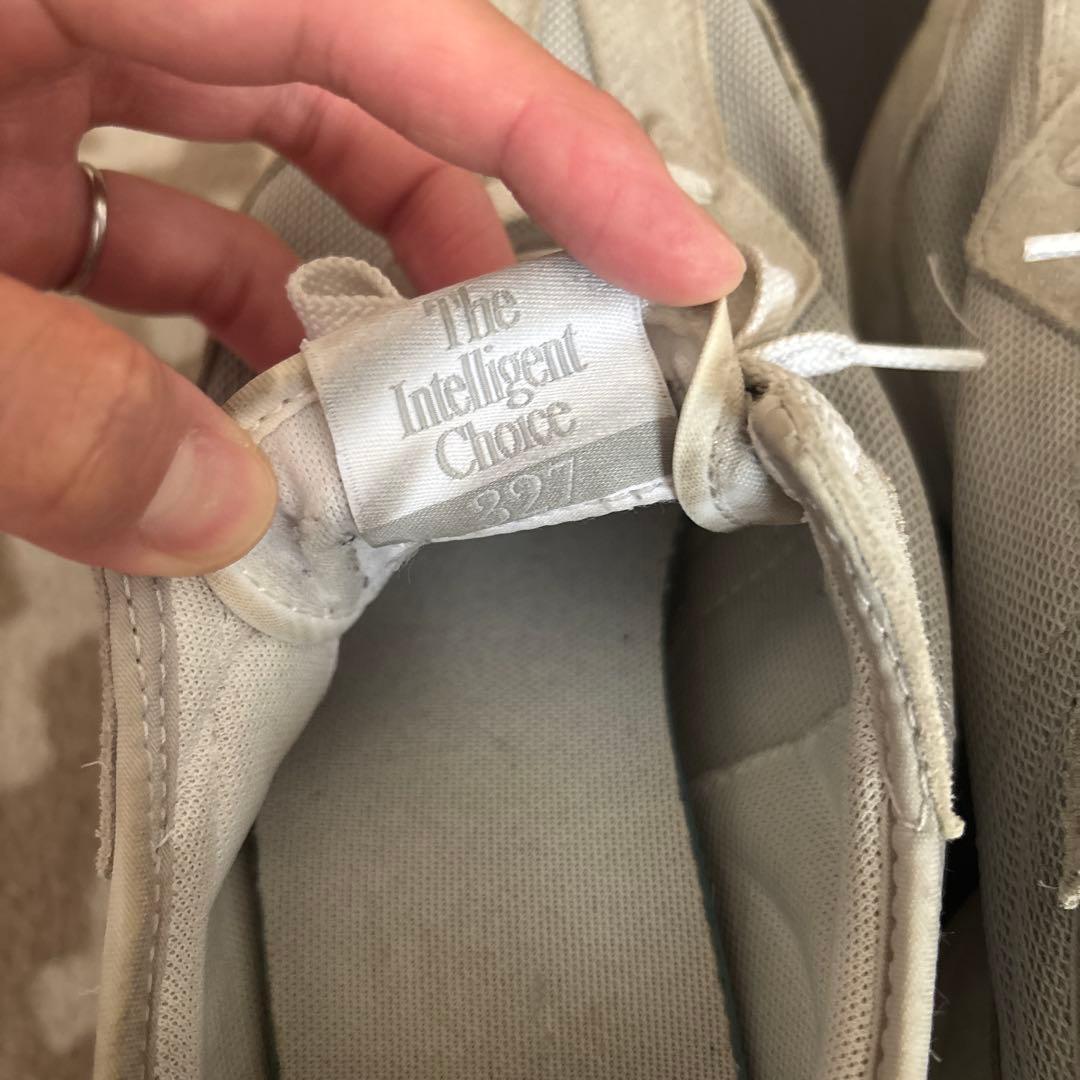 The
Intelligent
Choice
327